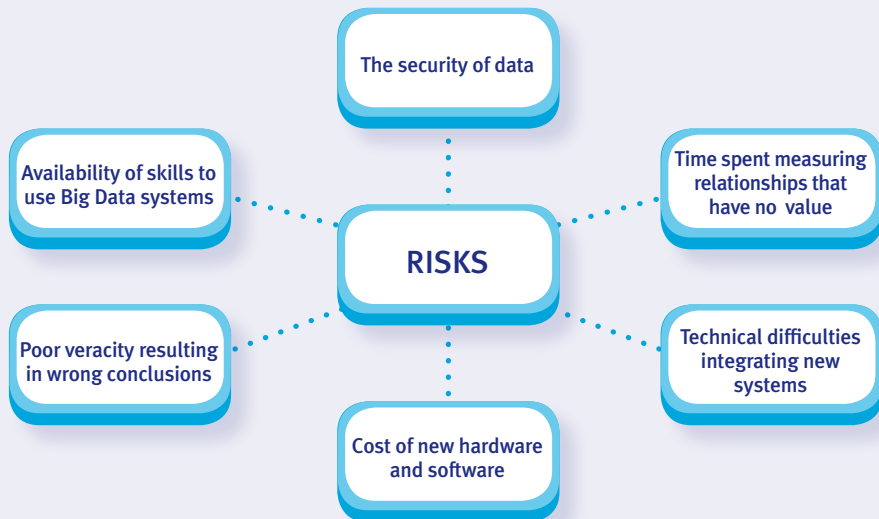 The security of data
Availability of skills to
use Big Data systems
Time spent measuring
relationships that
have no value
RISKS
Poor veracity resulting
in wrong conclusions
Technical difficulties
integrating new
systems
Cost of new hardware
and software